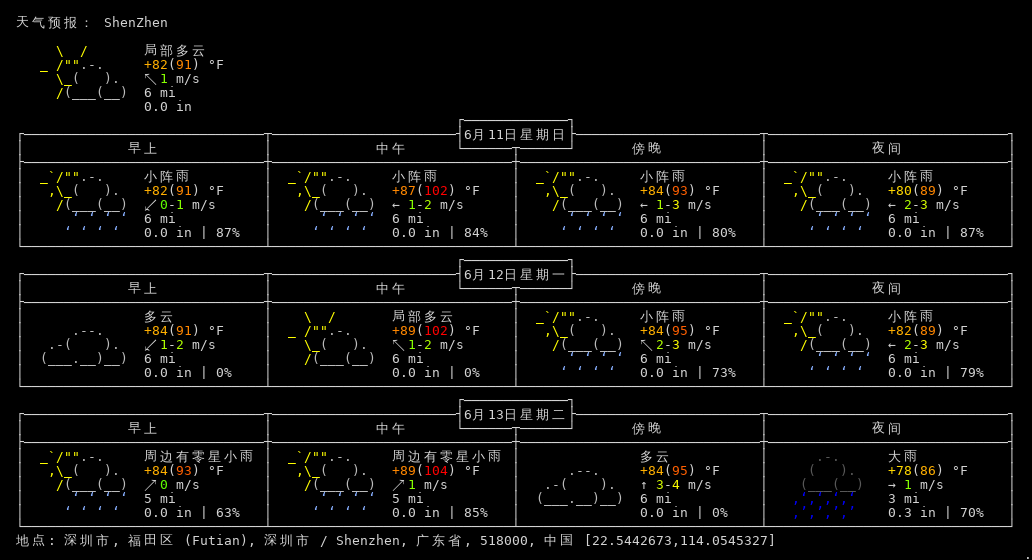 天气预报： ShenZhen
局部多云
+82(91) °F
↖ 1 m/s
6 mi
0.0 in
6月11日星期日
早上 中午 傍晚 夜间
小阵雨 小阵雨 小阵雨 小阵雨
+82(91) °F +87(102) °F +84(93) °F +80(89) °F
↙ 0-1 m/s ← 1-2 m/s ← 1-3 m/s ← 2-3 m/s
6 mi 6 mi 6 mi 6 mi
0.0 in | 87% 0.0 in | 84% 0.0 in | 80% 0.0 in | 87%
6月12日星期一
早上 中午 傍晚 夜间
多云 局部多云 小阵雨 小阵雨
+84(91) °F +89(102) °F +84(95) °F +82(89) °F
↙ 1-2 m/s ↖ 1-2 m/s ↖ 2-3 m/s ← 2-3 m/s
6 mi 6 mi 6 mi 6 mi
0.0 in | 0% 0.0 in | 0% 0.0 in | 73% 0.0 in | 79%
6月13日星期二
早上 中午 傍晚 夜间
周边有零星小雨 周边有零星小雨 多云 大雨
+84(93) °F +89(104) °F +84(95) °F +78(86) °F
↗ 0 m/s ↗ 1 m/s ↑ 3-4 m/s → 1 m/s
5 mi 5 mi 6 mi 3 mi
0.0 in | 63% 0.0 in | 85% 0.0 in | 0% 0.3 in | 70%
地点: 深圳市, 福田区 (Futian), 深圳市 / Shenzhen, 广东省, 518000, 中国 [22.5442673,114.0545327]